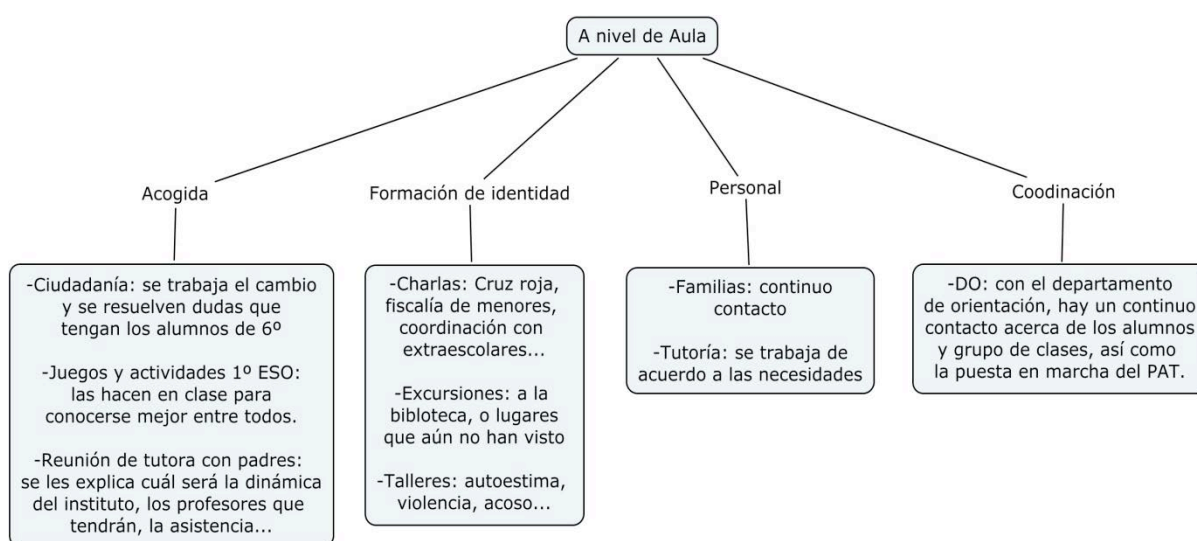 A nivel de Aula
Acogida
Formación de identidad
Personal
Coodinación
-Ciudadanía: se trabaja el cambio
y se resuelven dudas que
tengan los alumnos de 6º
-Juegos y actividades 1º ESO:
las hacen en clase para
conocerse mejor entre todos.
-Reunión de tutora con padres:
se les explica cuál será la dinámica
del instituto, los profesores que
tendrán, la asistencia...
-Charlas: Cruz roja,
fiscalía de menores,
coordinación con
extraescolares...
-Excursiones: a la
bibloteca, o lugares
que aún no han visto
-Talleres: autoestima,
violencia, acoso...
-Familias: continuo
contacto
-Tutoría: se trabaja de
acuerdo a las necesidades
-DO: con el departamento
de orientación, hay un continuo
contacto acerca de los alumnos
y grupo de clases, así como
la puesta en marcha del PAT.